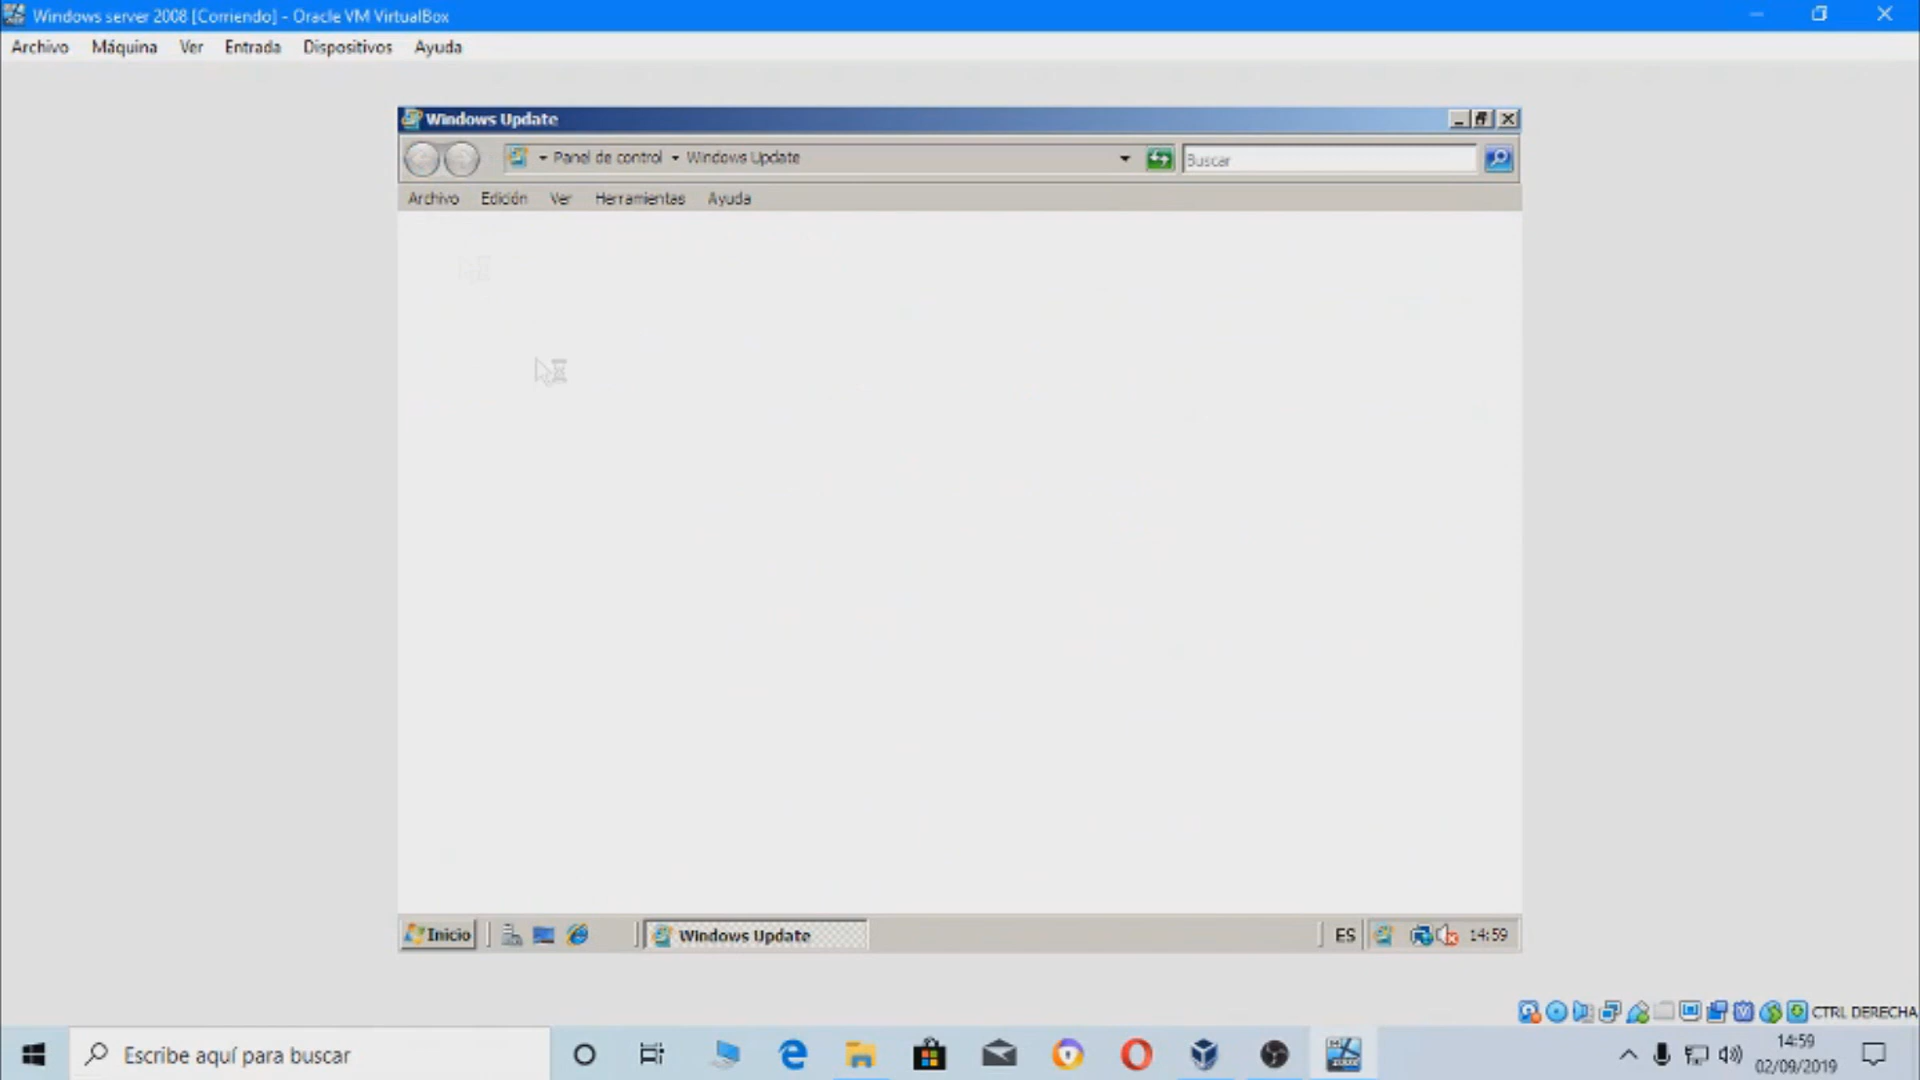 Windows server 2008 [Corriendo] - Oracle VM VirtualBox
Archivo Máquina Ver Entrada Dispositivos Ayuda
Windows Update
Panel de control Windows Update
Buscar
Archivo Edición Ver Herramientas Ayuda
Inicio
Windows Update
ES
14:59
CTRL DERECHA
Escribe aquí para buscar
14:59
02/09/2019